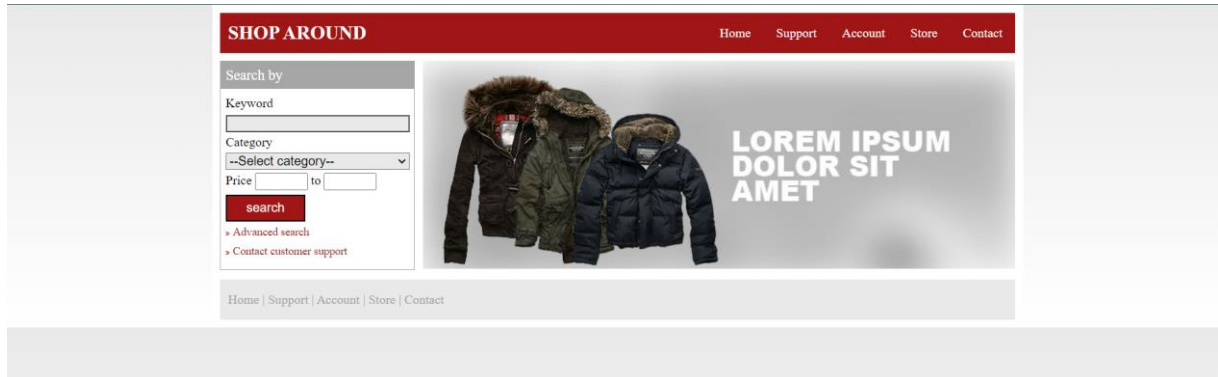 SHOP AROUND
Home Support Account Store Contact
Search by
Keyword
Category
--Select category--
Price to
search
» Advanced search
» Contact customer support
LOREM IPSUM
DOLOR SIT
AMET
Home | Support | Account | Store | Contact